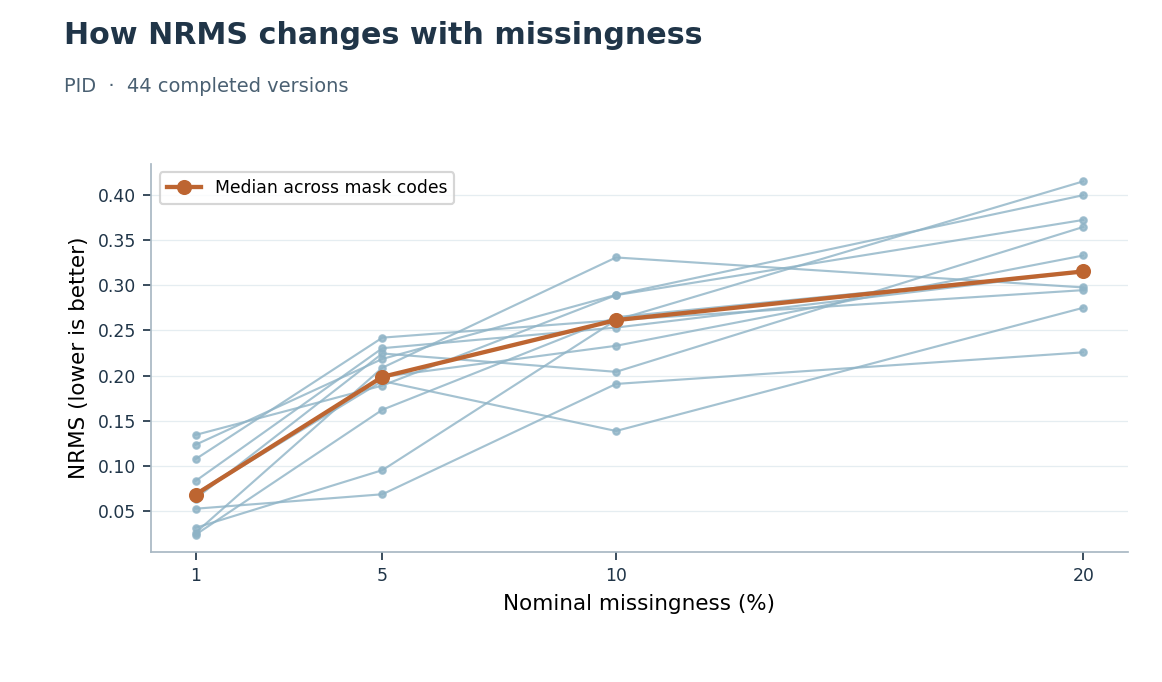 How NRMS changes with missingness
PID · 44 completed versions
Median across mask codes
NRMS (lower is better)
0.40
0.35
0.30
0.25
0.20
0.15
0.10
0.05
1 5 10 20
Nominal missingness (%)